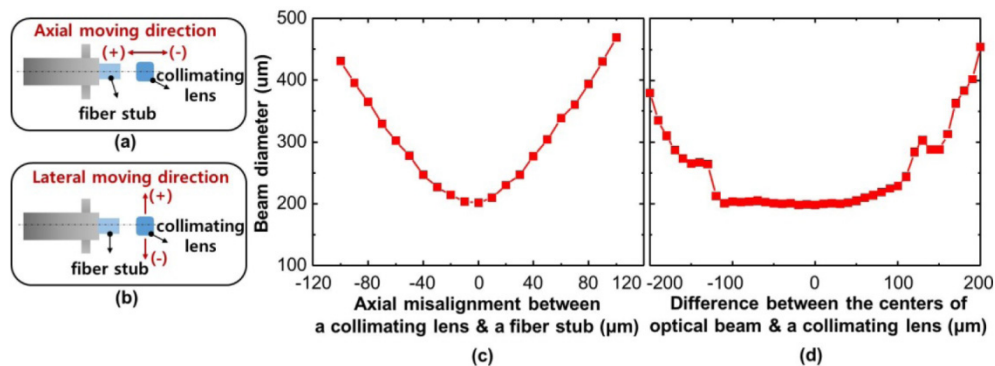 Axial moving direction
(+) (-)
collimating
lens
fiber stub
(a)
Lateral moving direction
(+)
collimating
lens
(-)
fiber stub
(b)
Beam diameter (um)
500
400
300
200
100
-120 -80 -40 0 40 80 120
Axial misalignment between
a collimating lens & a fiber stub (μm)
(c)
-200 -100 0 100 200
Difference between the centers of
optical beam & a collimating lens (μm)
(d)